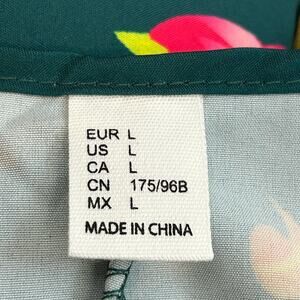 EUR L
US L
CA L
CN 175/96B
MX L
MADE IN CHINA